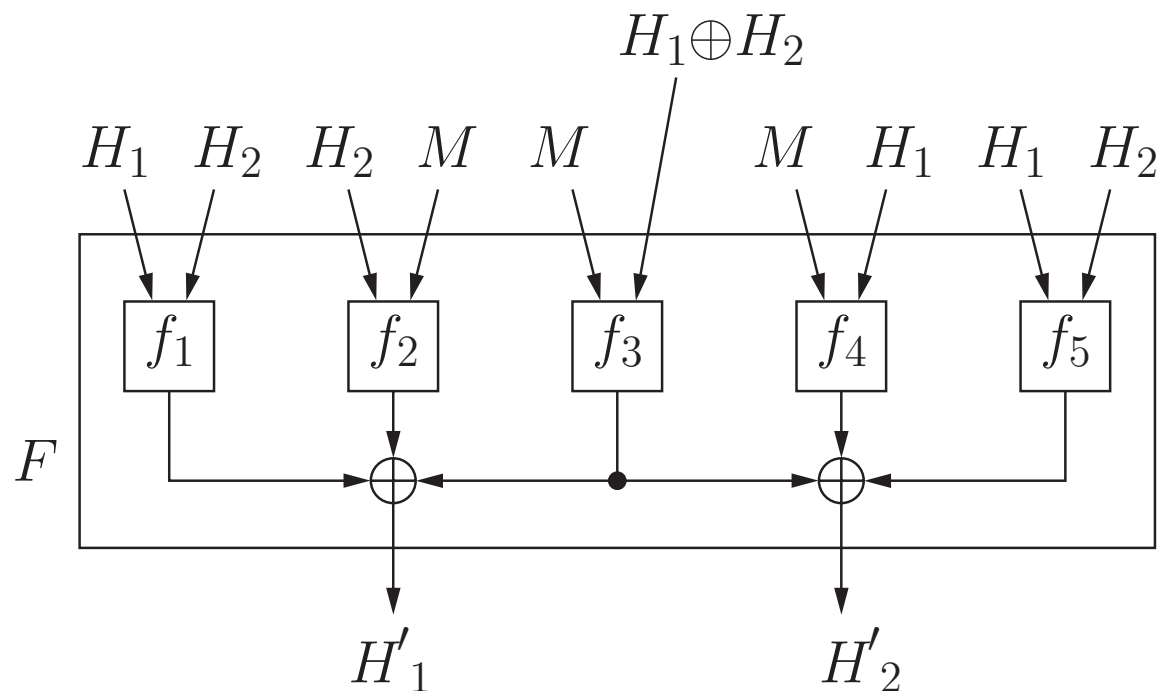 H₁⊕H₂
H₁ H₂ H₂ M M M H₁ H₁ H₂
f₁ f₂ f₃ f₄ f₅
F
H′₁ H′₂